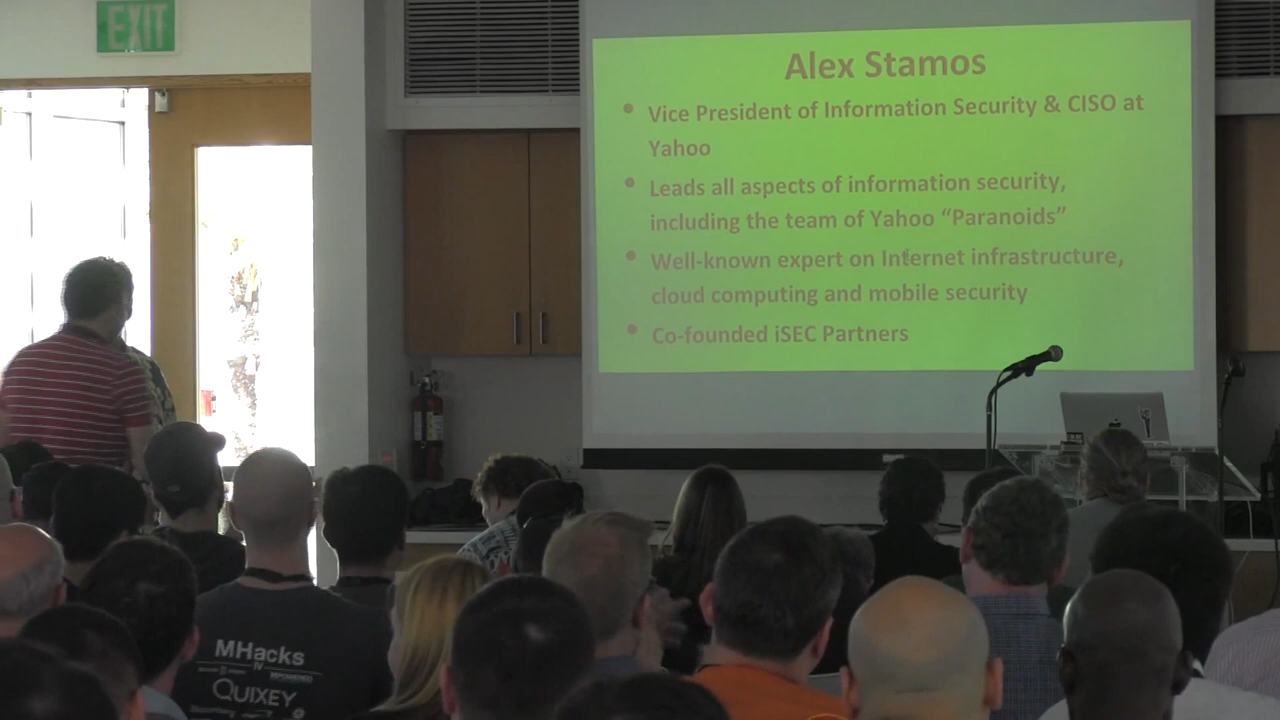 EXIT
Alex Stamos
Vice President of Information Security & CISO at
Yahoo
Leads all aspects of information security,
including the team of Yahoo “Paranoids”
Well-known expert on Internet infrastructure,
cloud computing and mobile security
Co-founded iSEC Partners
MHacks
IV
QUIXEY